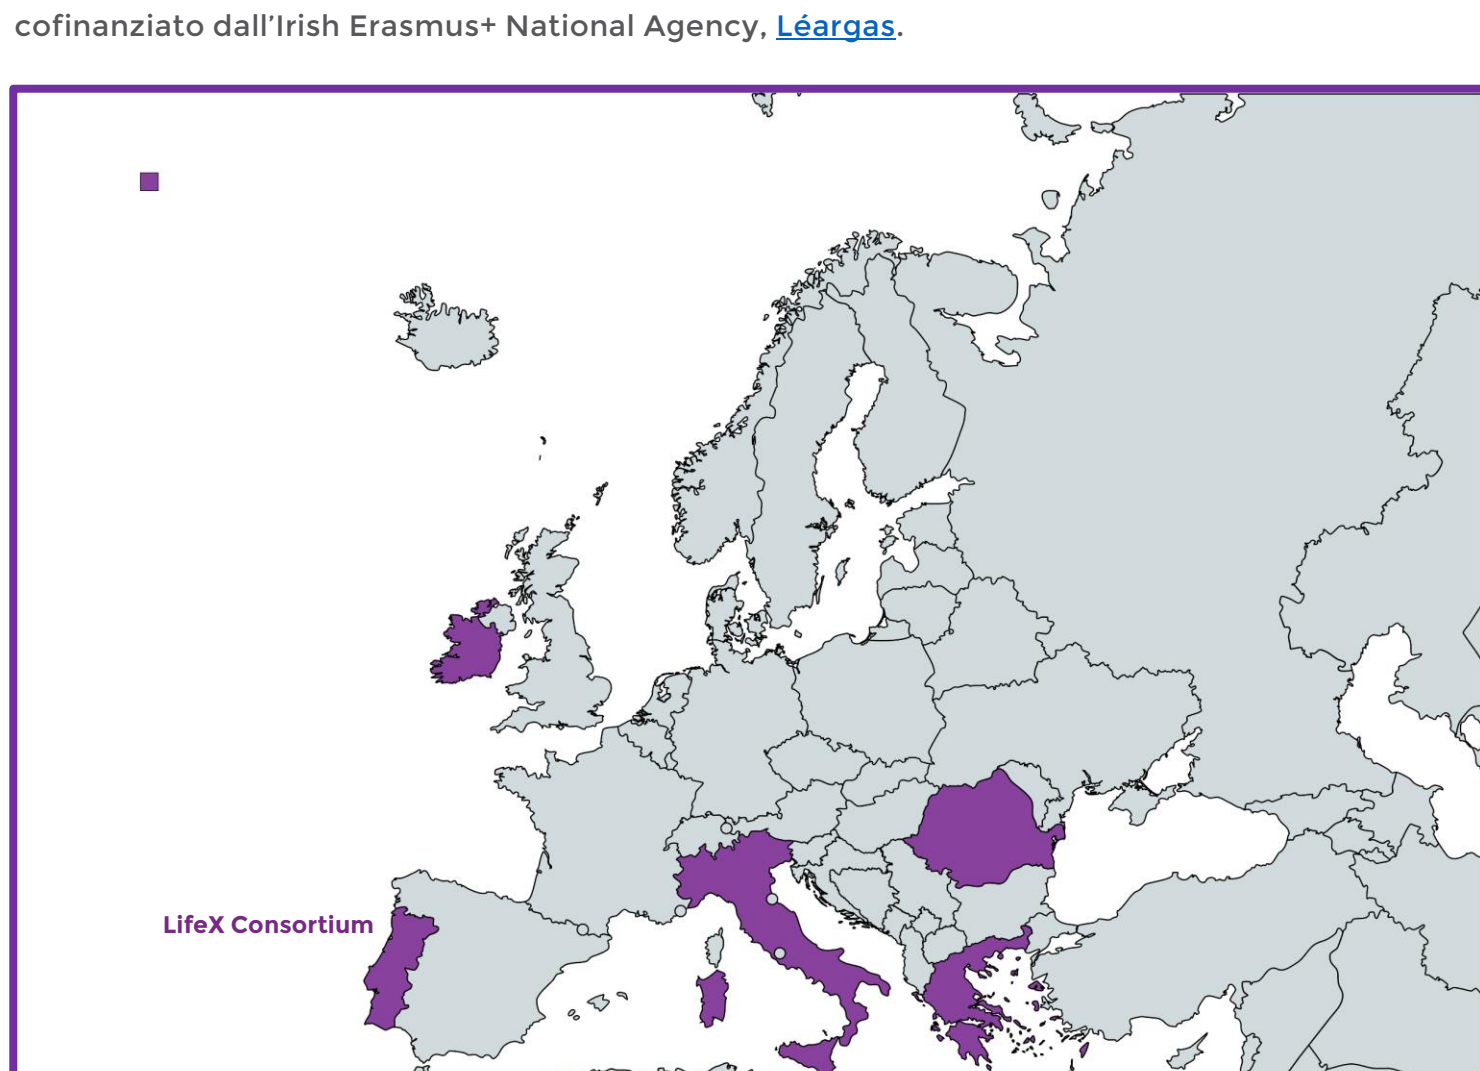 cofinanziato dall’Irish Erasmus+ National Agency, Léargas.
LifeX Consortium